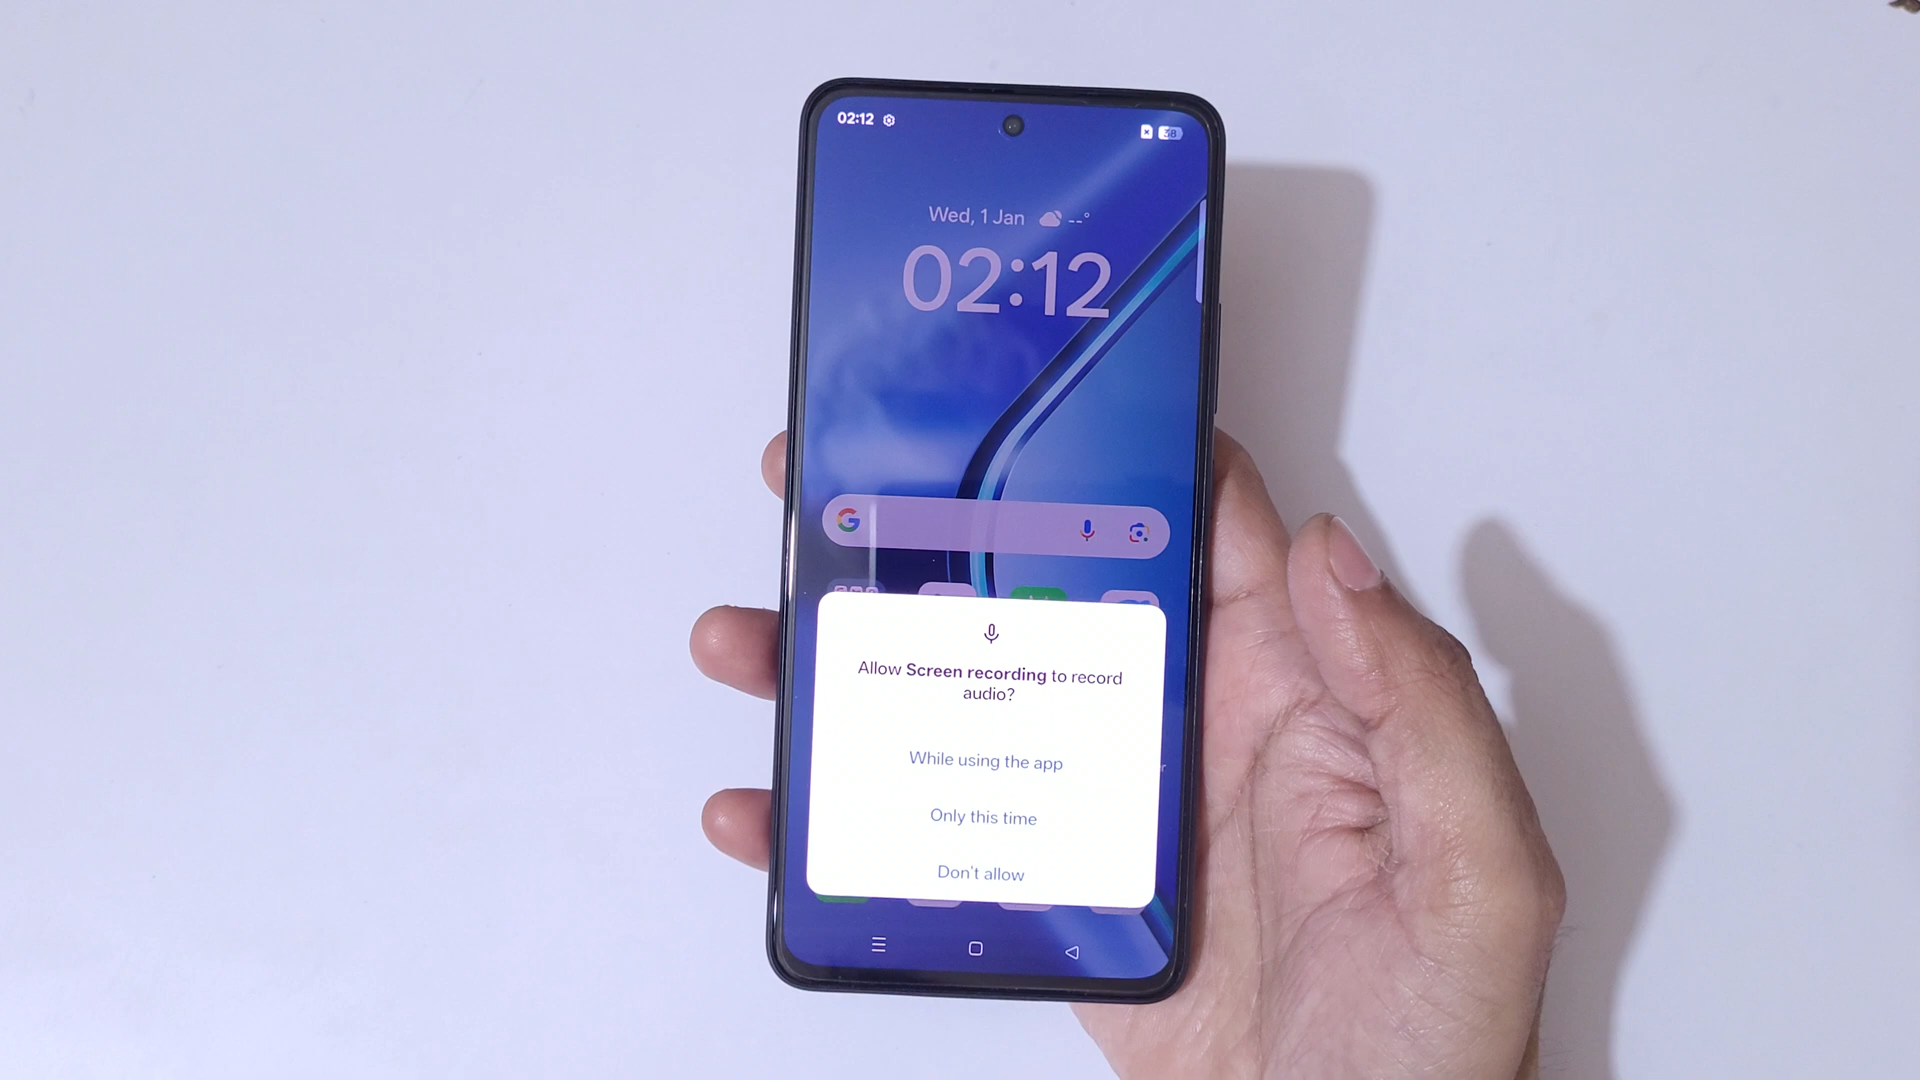 02:12
38
Wed, 1 Jan --°
02:12
Allow Screen recording to record
audio?
While using the app
Only this time
Don't allow